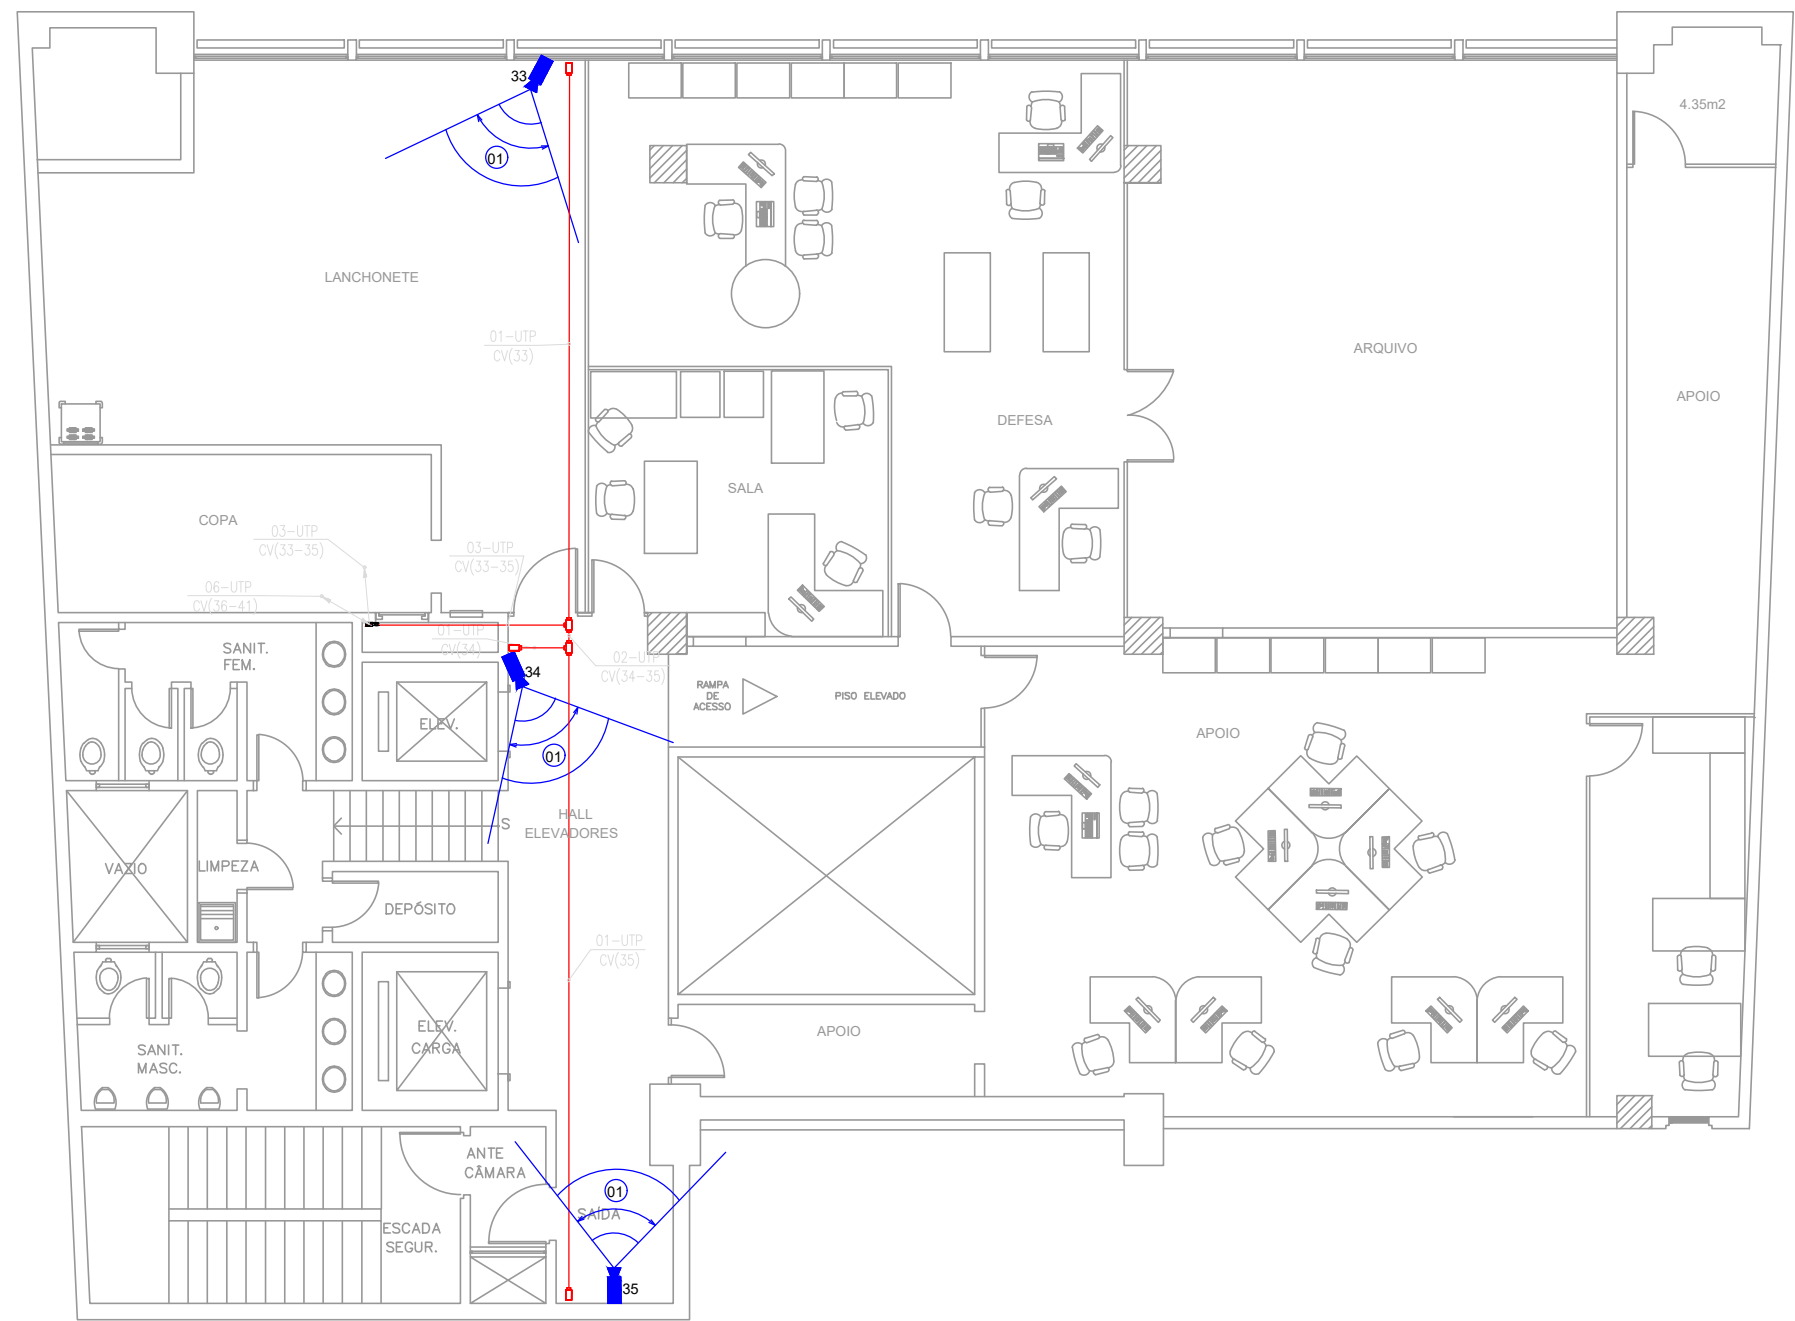 33
4.35m2
01
LANCHONETE
01-UTP
CV(33)
ARQUIVO
APOIO
DEFESA
SALA
COPA
03-UTP
CV(33-35)
03-UTP
CV(33-35)
06-UTP
CV(36-41)
01-UTP
CV(34)
SANIT.
FEM.
02-UTP
CV(34-35)
34
RAMPA
DE
ACESSO
PISO ELEVADO
ELEV.
01
APOIO
HALL
ELEVADORES
S
VAZIO
LIMPEZA
DEPÓSITO
01-UTP
CV(35)
ELEV.
CARGA
APOIO
SANIT.
MASC.
ANTE
CÂMARA
01
SAÍDA
ESCADA
SEGUR.
35